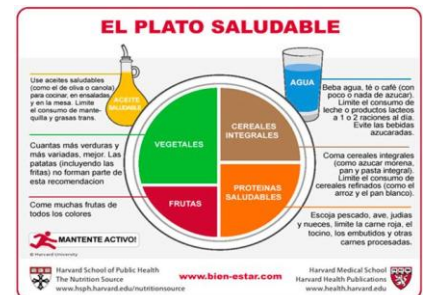 EL PLATO SALUDABLE
Use aceites saludables
(como el de oliva o canola)
para cocinar, en ensaladas
y en la mesa. Limite
el consumo de mante-
quilla y grasas trans.
ACEITE
SALUDABLE
AGUA
Beba agua, té o café (con
poco o nada de azucar).
Limite el consumo de
leche o productos lacteos
a 1 o 2 raciones al día.
Evite las bebidas
azucaradas.
Cuantas más verduras y
más variadas, mejor. Las
patatas (incluyendo las
fritas) no forman parte de
esta recomendacion
VEGETALES
CEREALES
INTEGRALES
Coma cereales integrales
(como azucar morena,
pan y pasta integral).
Limite el consumo de
cereales refinados (como el
arroz y el pan blanco).
Come muchas frutas de
todos los colores
FRUTAS
PROTEINAS
SALUDABLES
Escoja pescado, ave, judias
y nueces, limite la carne roja, el
tocino, los embutidos y otras
carnes procesadas.
MANTENTE ACTIVO!
© Harvard University
Harvard School of Public Health
The Nutrition Source
www.hsph.harvard.edu/nutritionsource
www.bien-estar.com
Harvard Medical School
Harvard Health Publications
www.health.harvard.edu